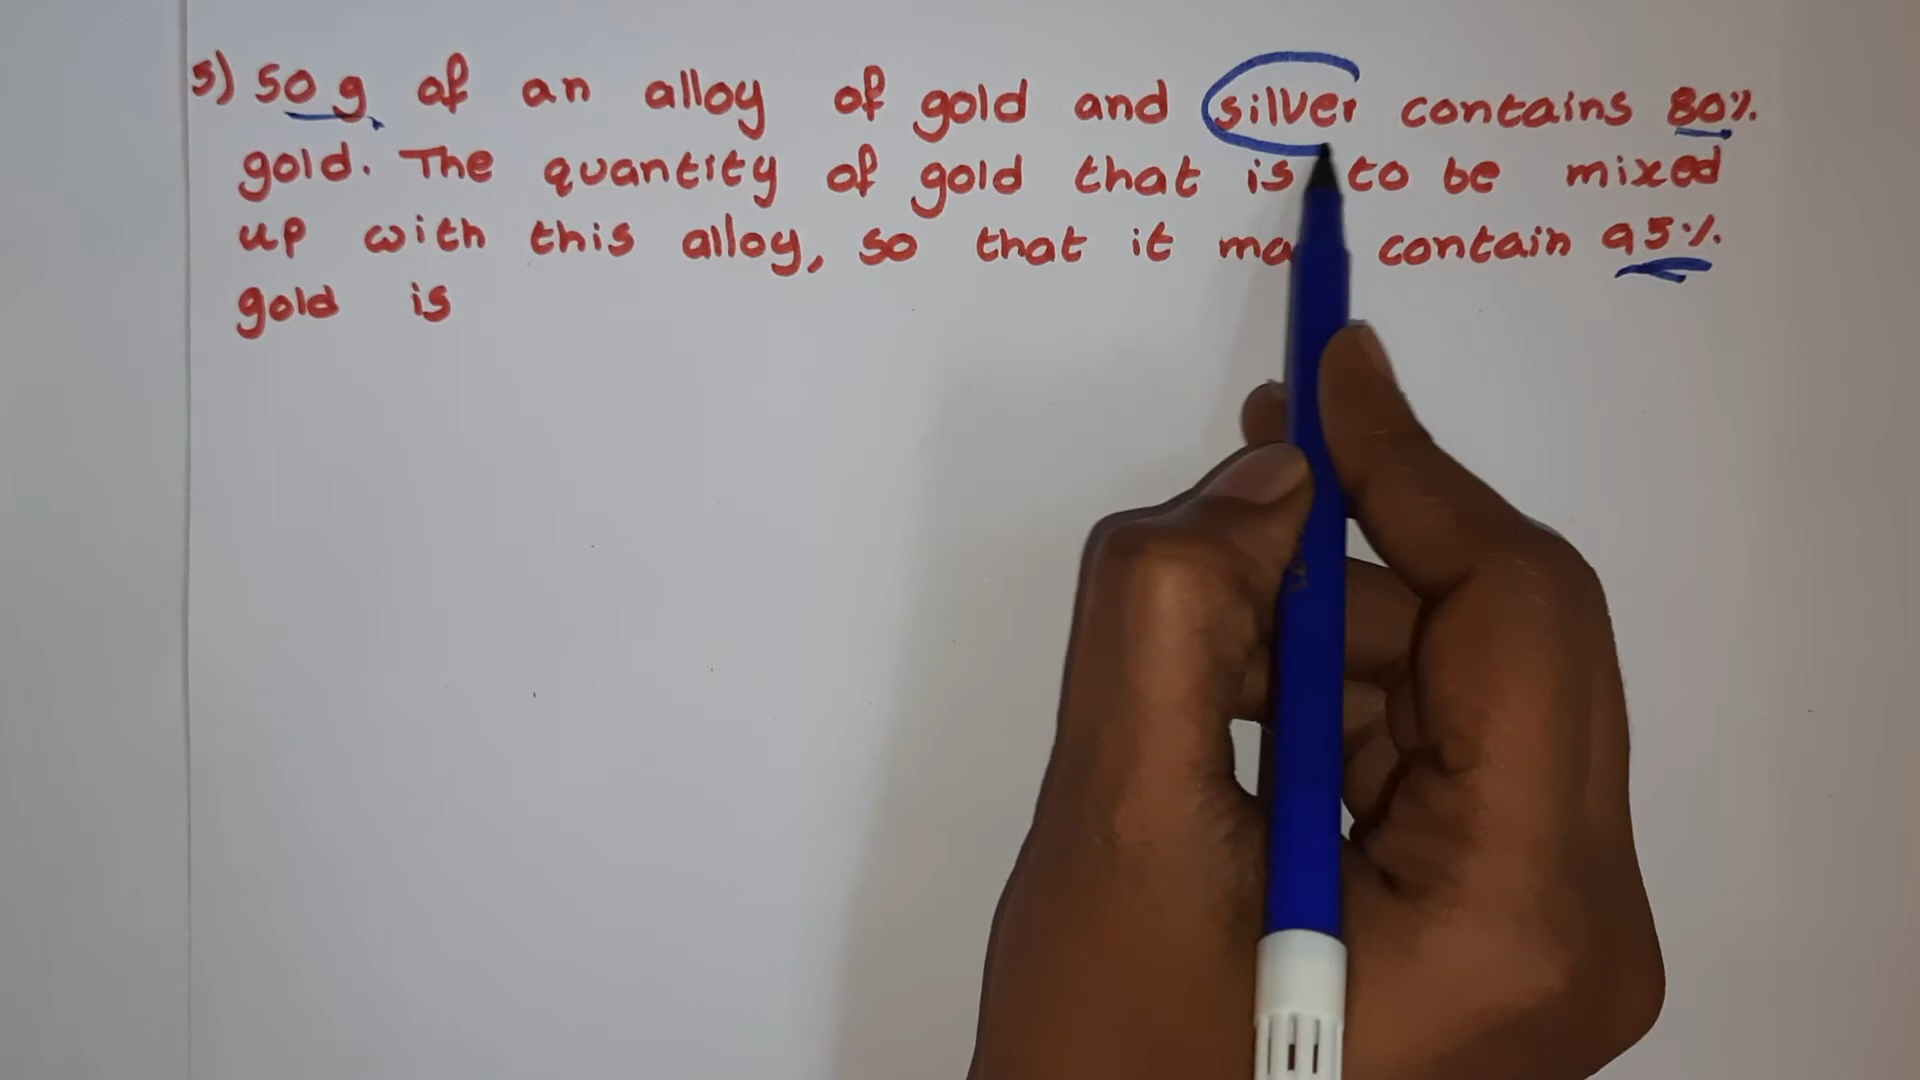 5) 50 g of an alloy of gold and silver contains 80%
gold. The quantity of gold that is to be mixed
up with this alloy, so that it ma contain 95%
gold is